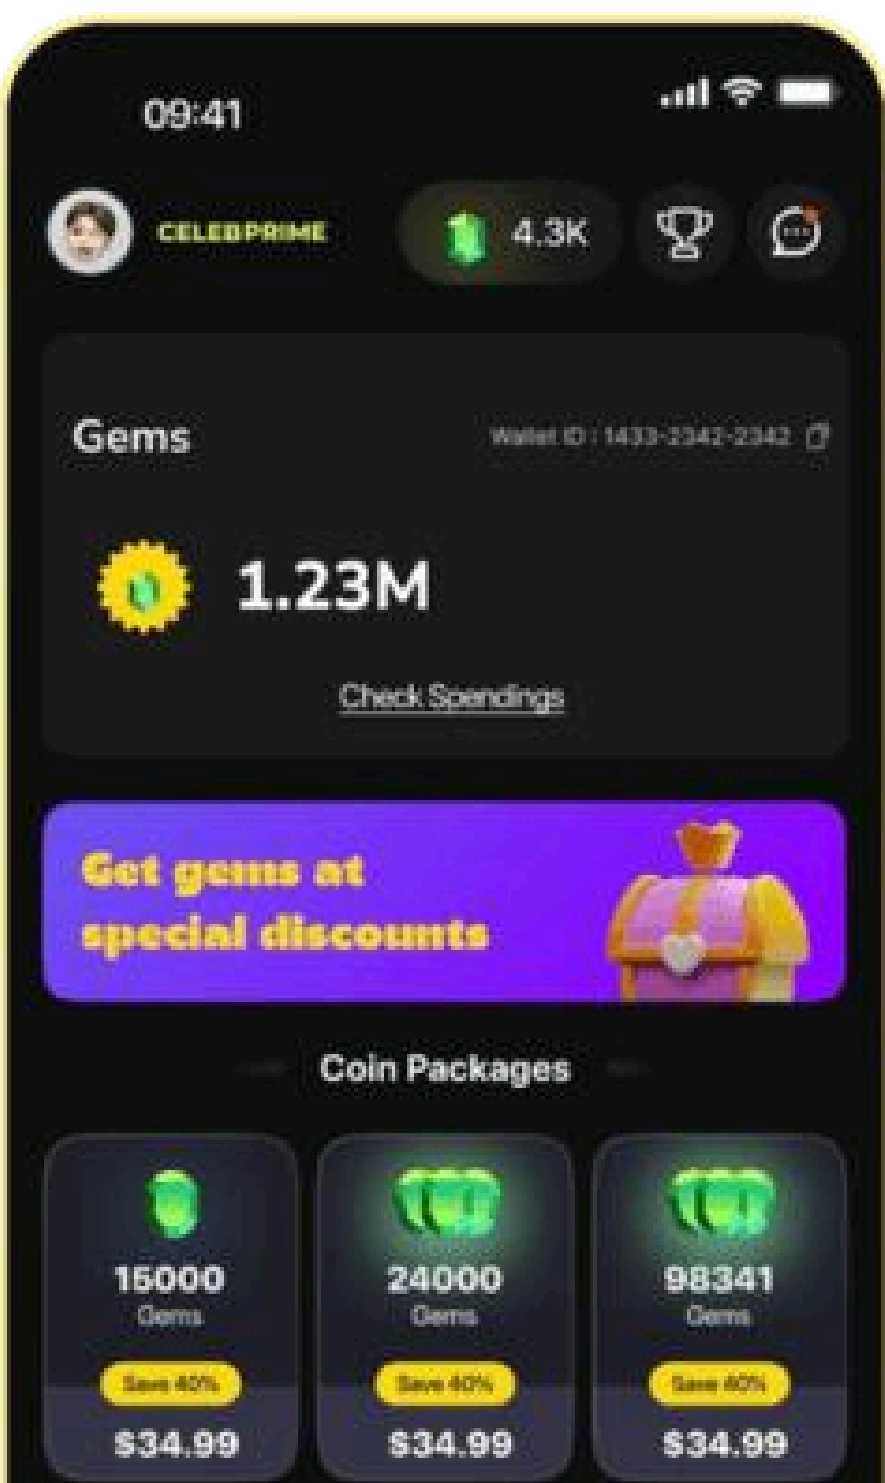 09:41
CELEBPRIME
4.3K
Gems
Wallet ID : 1433-2342-2342
1.23M
Check Spendings
Get gems at
special discounts
Coin Packages
15000
Gems
Save 40%
$34.99
24000
Gems
Save 40%
$34.99
98341
Gems
Save 40%
$34.99